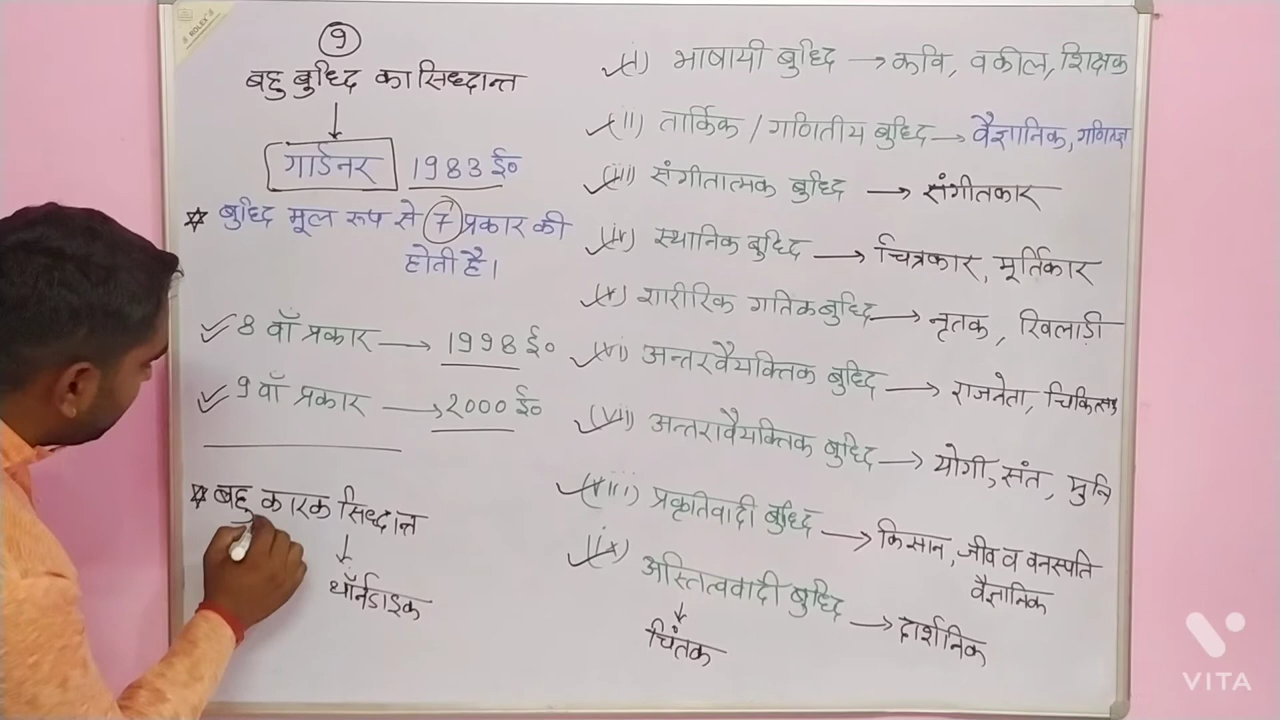 ROLEX
9
बहु बुध्दि का सिध्दान्त
गार्डनर 1983 ई०
बुध्दि मूल रूप से 7 प्रकार की
होती है।
8 वाँ प्रकार → 1998 ई०
9 वाँ प्रकार → 2000 ई०
बहु कारक सिध्दान्त
थॉर्नडाइक
i) भाषायी बुध्दि → कवि, वकील, शिक्षक
(ii) तार्किक / गणितीय बुध्दि → वैज्ञानिक, गणितज्ञ
(iii) संगीतात्मक बुध्दि → संगीतकार
(iv) स्थानिक बुध्दि → चित्रकार, मूर्तिकार
(v) शारीरिक गतिक बुध्दि → नृतक, खिलाड़ी
(vi) अन्तरवैयक्तिक बुध्दि → राजनेता, चिकित्सक
(vii) अन्तरावैयक्तिक बुध्दि → योगी, संत, मुनि
(viii) प्रकृतिवादी बुध्दि → किसान, जीव व वनस्पति
वैज्ञानिक
(ix) अस्तित्ववादी बुध्दि → दार्शनिक
चिंतक
VITA